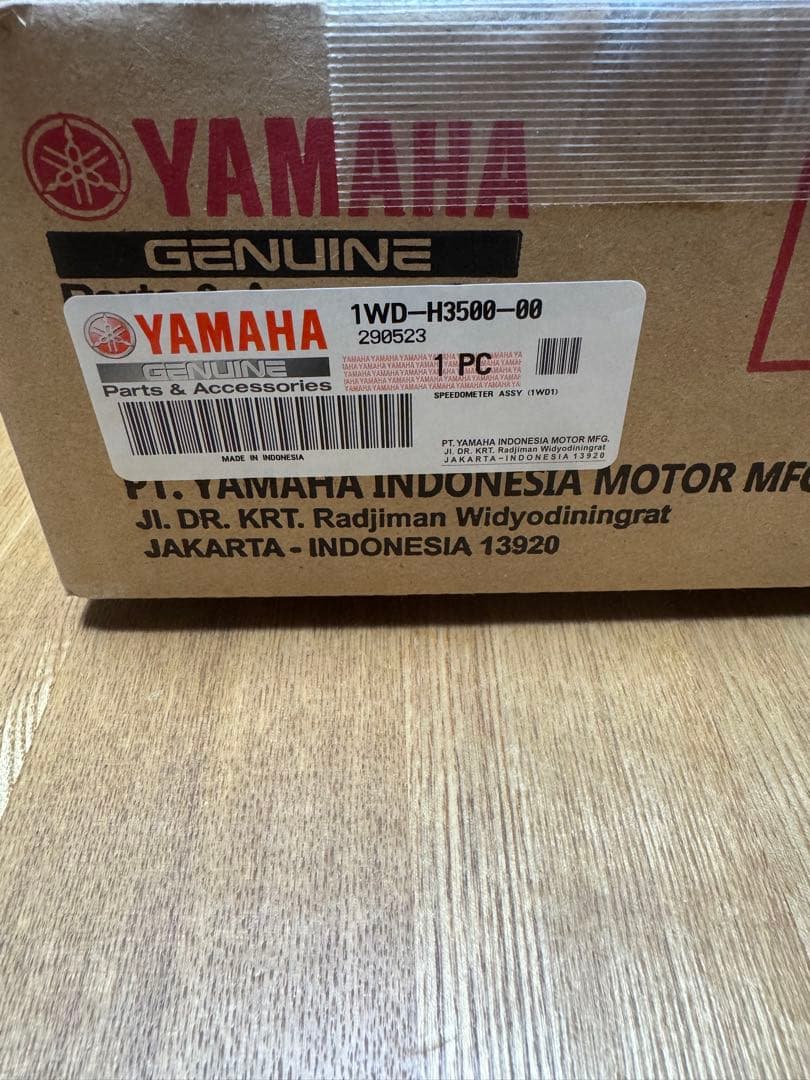 YAMAHA
GENUINE
Parts & A
YAMAHA
GENUINE
Parts & Accessories
1WD-H3500-00
290523
1 PC
SPEEDOMETER ASSY (1WD1)
MADE IN INDONESIA
PT. YAMAHA INDONESIA MOTOR MFG.
Jl. DR. KRT. Radjiman Widyodiningrat
JAKARTA-INDONESIA 13920
PT. YAMAHA INDONESIA MOTOR MFG
Jl. DR. KRT. Radjiman Widyodiningrat
JAKARTA - INDONESIA 13920